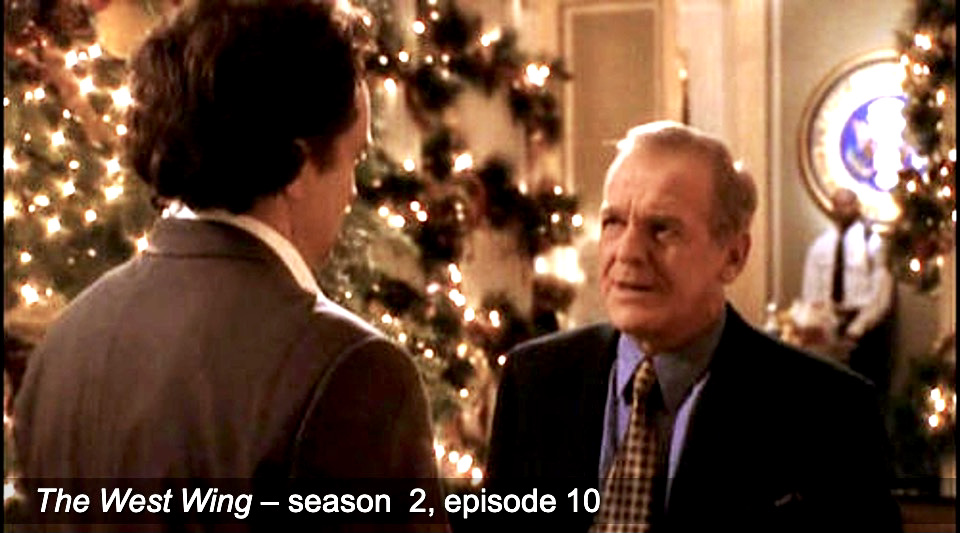 The West Wing – season  2, episode 10